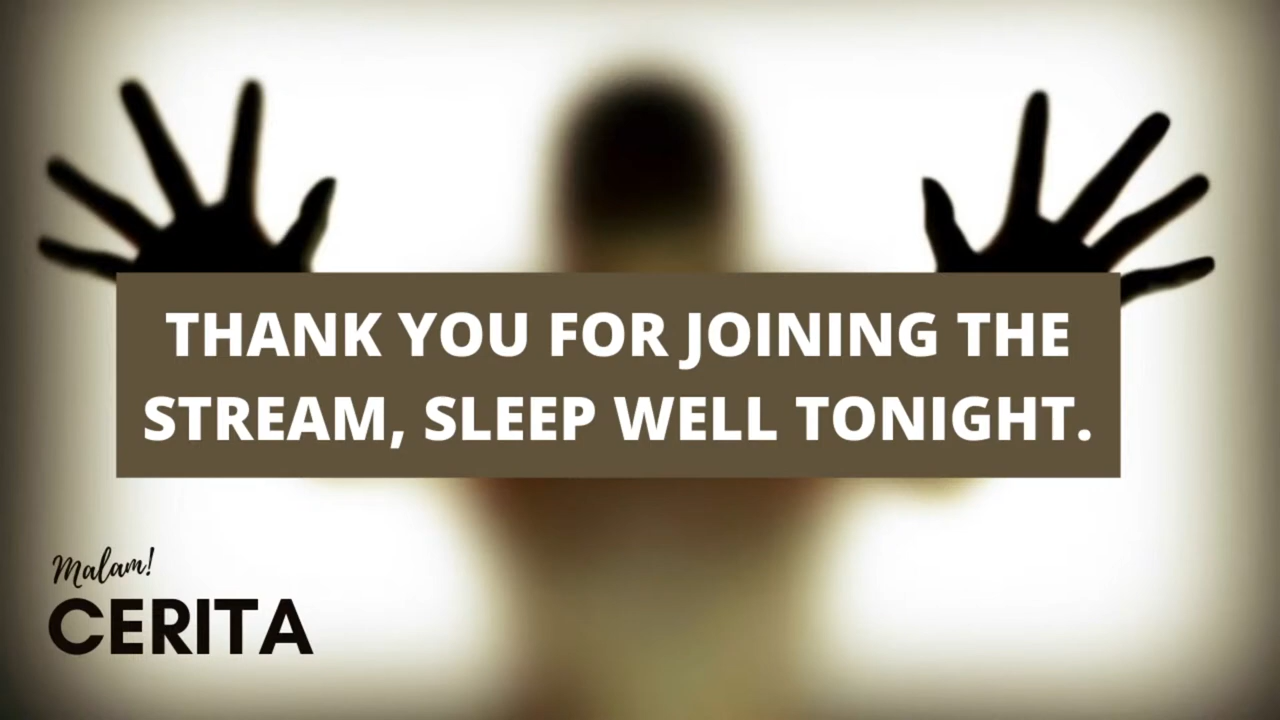 THANK YOU FOR JOINING THE
STREAM, SLEEP WELL TONIGHT.
Malam!
CERITA